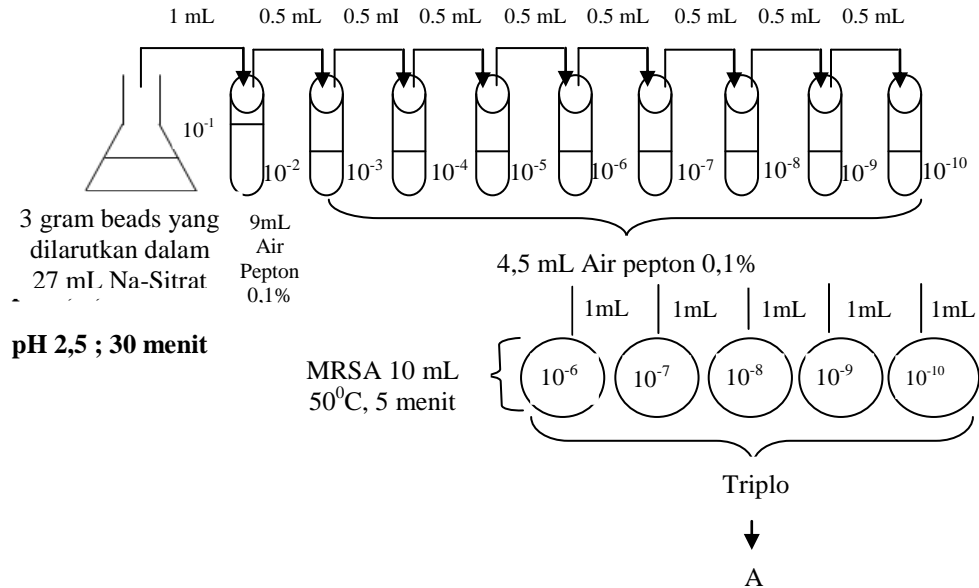 1 mL 0.5 mL 0.5 mI 0.5 mL 0.5 mL 0.5 mL 0.5 mL 0.5 mL 0.5 mL
10⁻¹ 10⁻² 10⁻³ 10⁻⁴ 10⁻⁵ 10⁻⁶ 10⁻⁷ 10⁻⁸ 10⁻⁹ 10⁻¹⁰
3 gram beads yang
dilarutkan dalam
27 mL Na-Sitrat
9mL
Air
Pepton
0,1%
4,5 mL Air pepton 0,1%
pH 2,5 ; 30 menit
1mL 1mL 1mL 1mL 1mL
MRSA 10 mL
50⁰C, 5 menit
10⁻⁶ 10⁻⁷ 10⁻⁸ 10⁻⁹ 10⁻¹⁰
Triplo
A